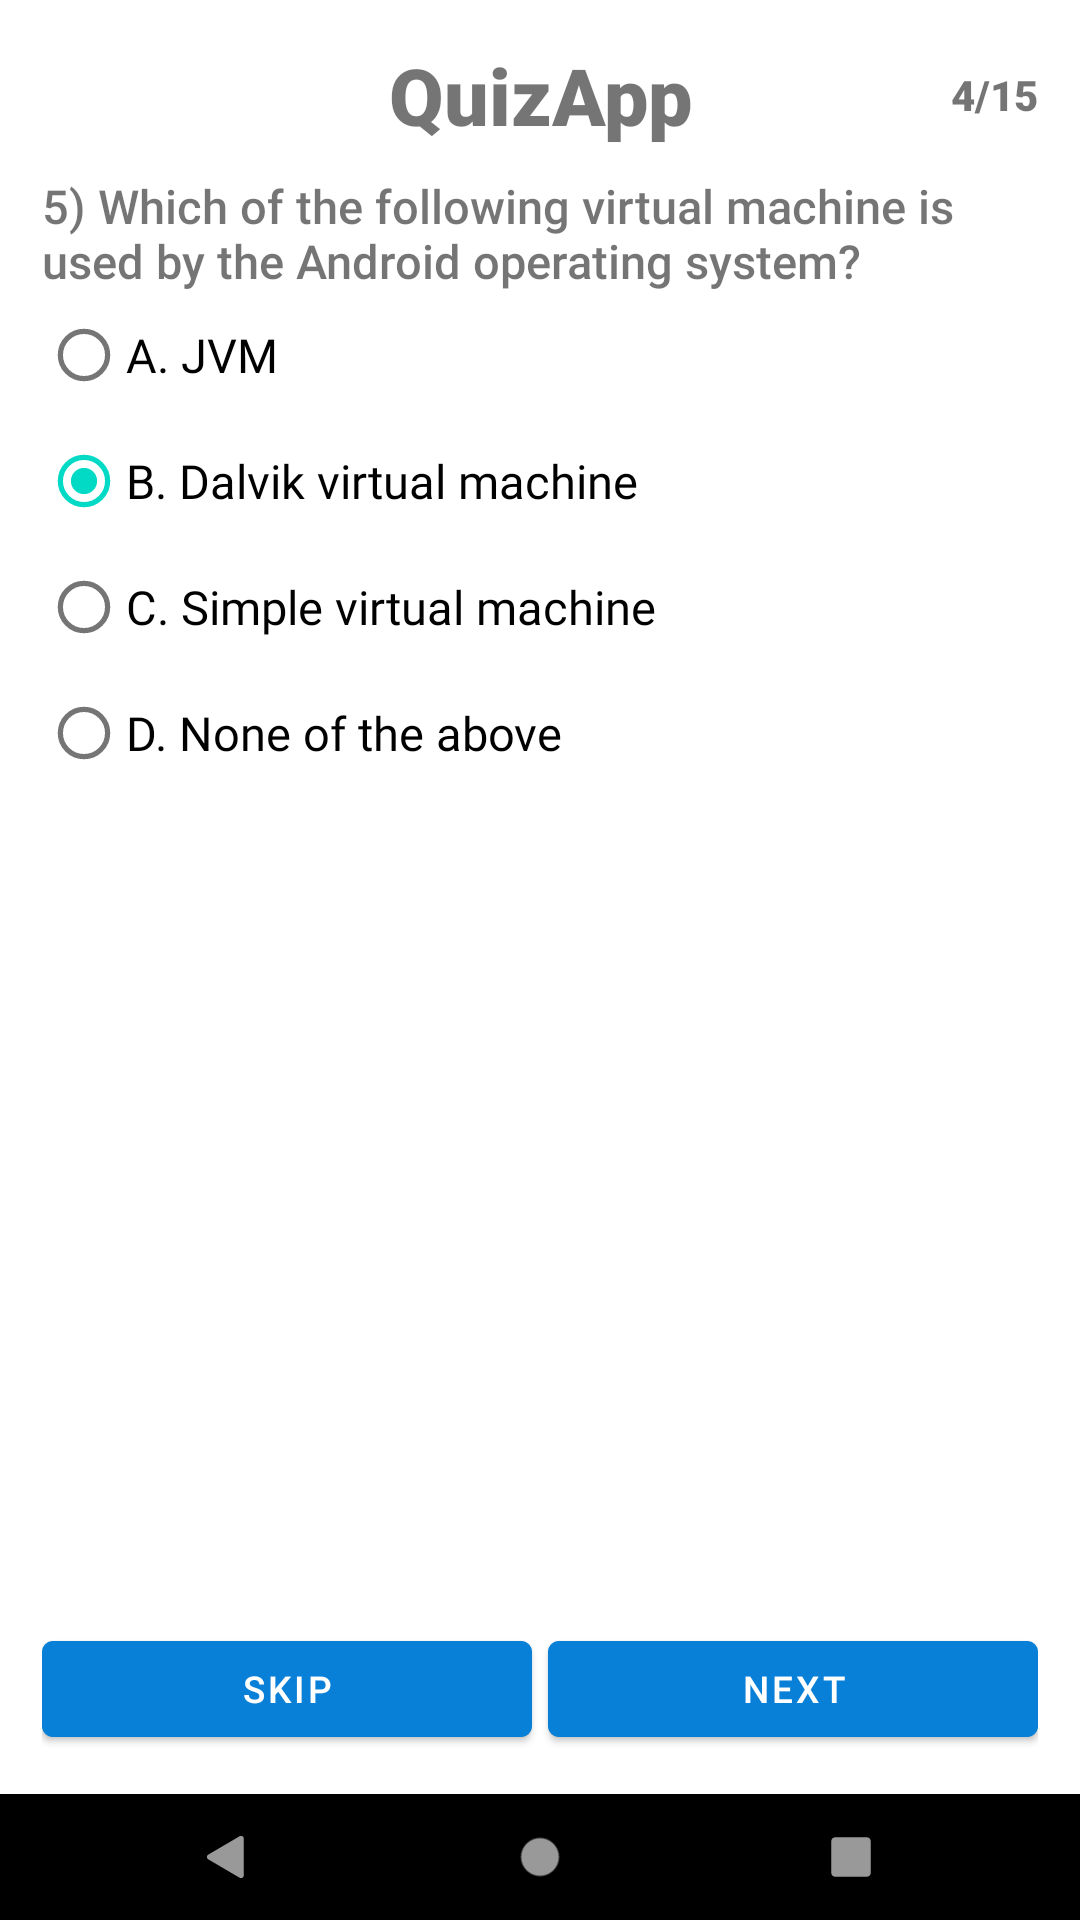 QuizApp
4/15
5) Which of the following virtual machine is
used by the Android operating system?
A. JVM
B. Dalvik virtual machine
C. Simple virtual machine
D. None of the above
SKIP
NEXT